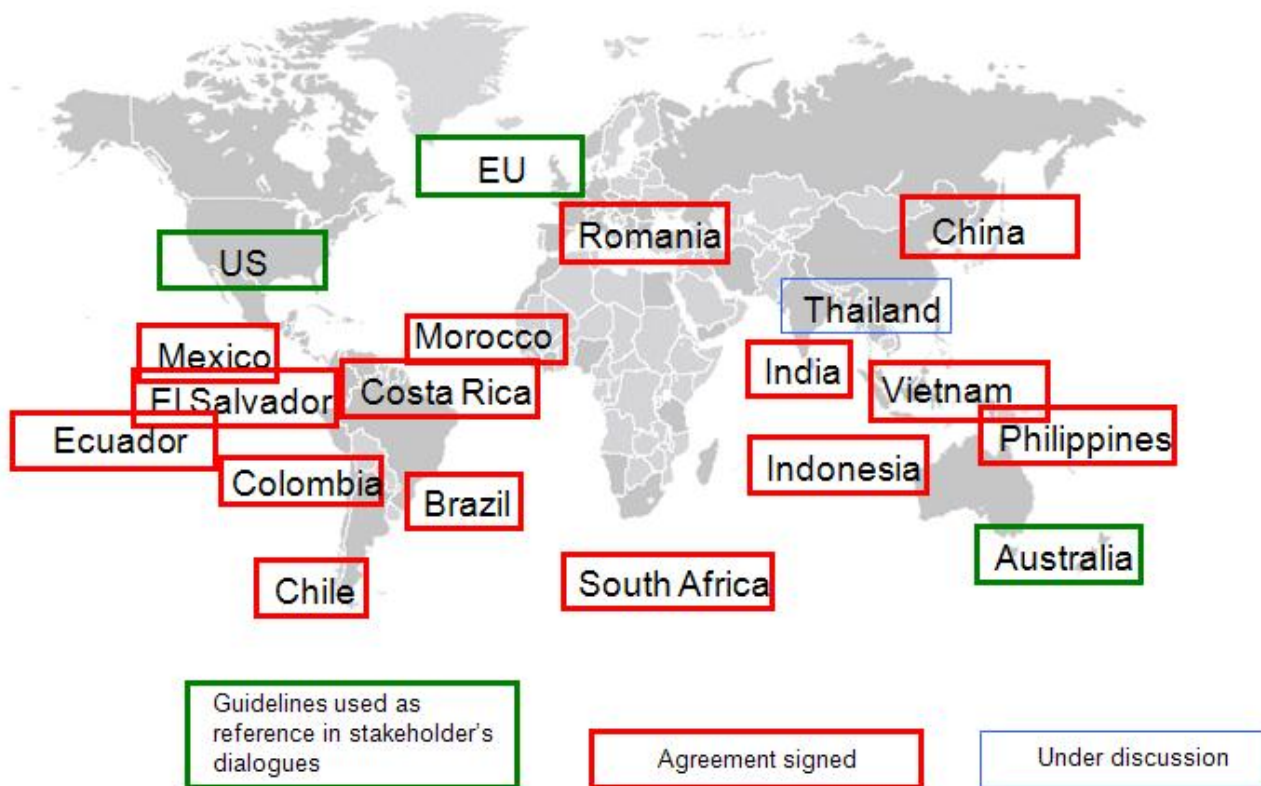 EU
Romania
China
US
Thailand
Morocco
Mexico
India
Costa Rica
Vietnam
El Salvador
Ecuador
Philippines
Indonesia
Colombia
Brazil
Australia
South Africa
Chile
Guidelines used as
reference in stakeholder's
dialogues
Agreement signed
Under discussion